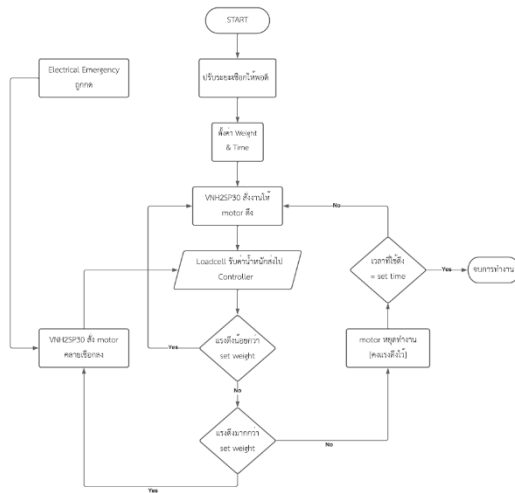 START
Electrical Emergency
ถูกกด
ปรับระยะเชือกให้พอดี
ตั้งค่า Weight
& Time
VNH2SP30 สั่งงานให้
motor ดึง
No
Loadcell รับค่าน้ำหนักส่งไป
Controller
เวลาที่ใช้ดึง
= set time
Yes
จบการทำงาน
VNH2SP30 สั่ง motor
คลายเชือกลง
Yes
แรงดึงน้อยกว่า
set weight
motor หยุดทำงาน
(คงแรงดึงไว้)
No
แรงดึงมากกว่า
set weight
No
Yes